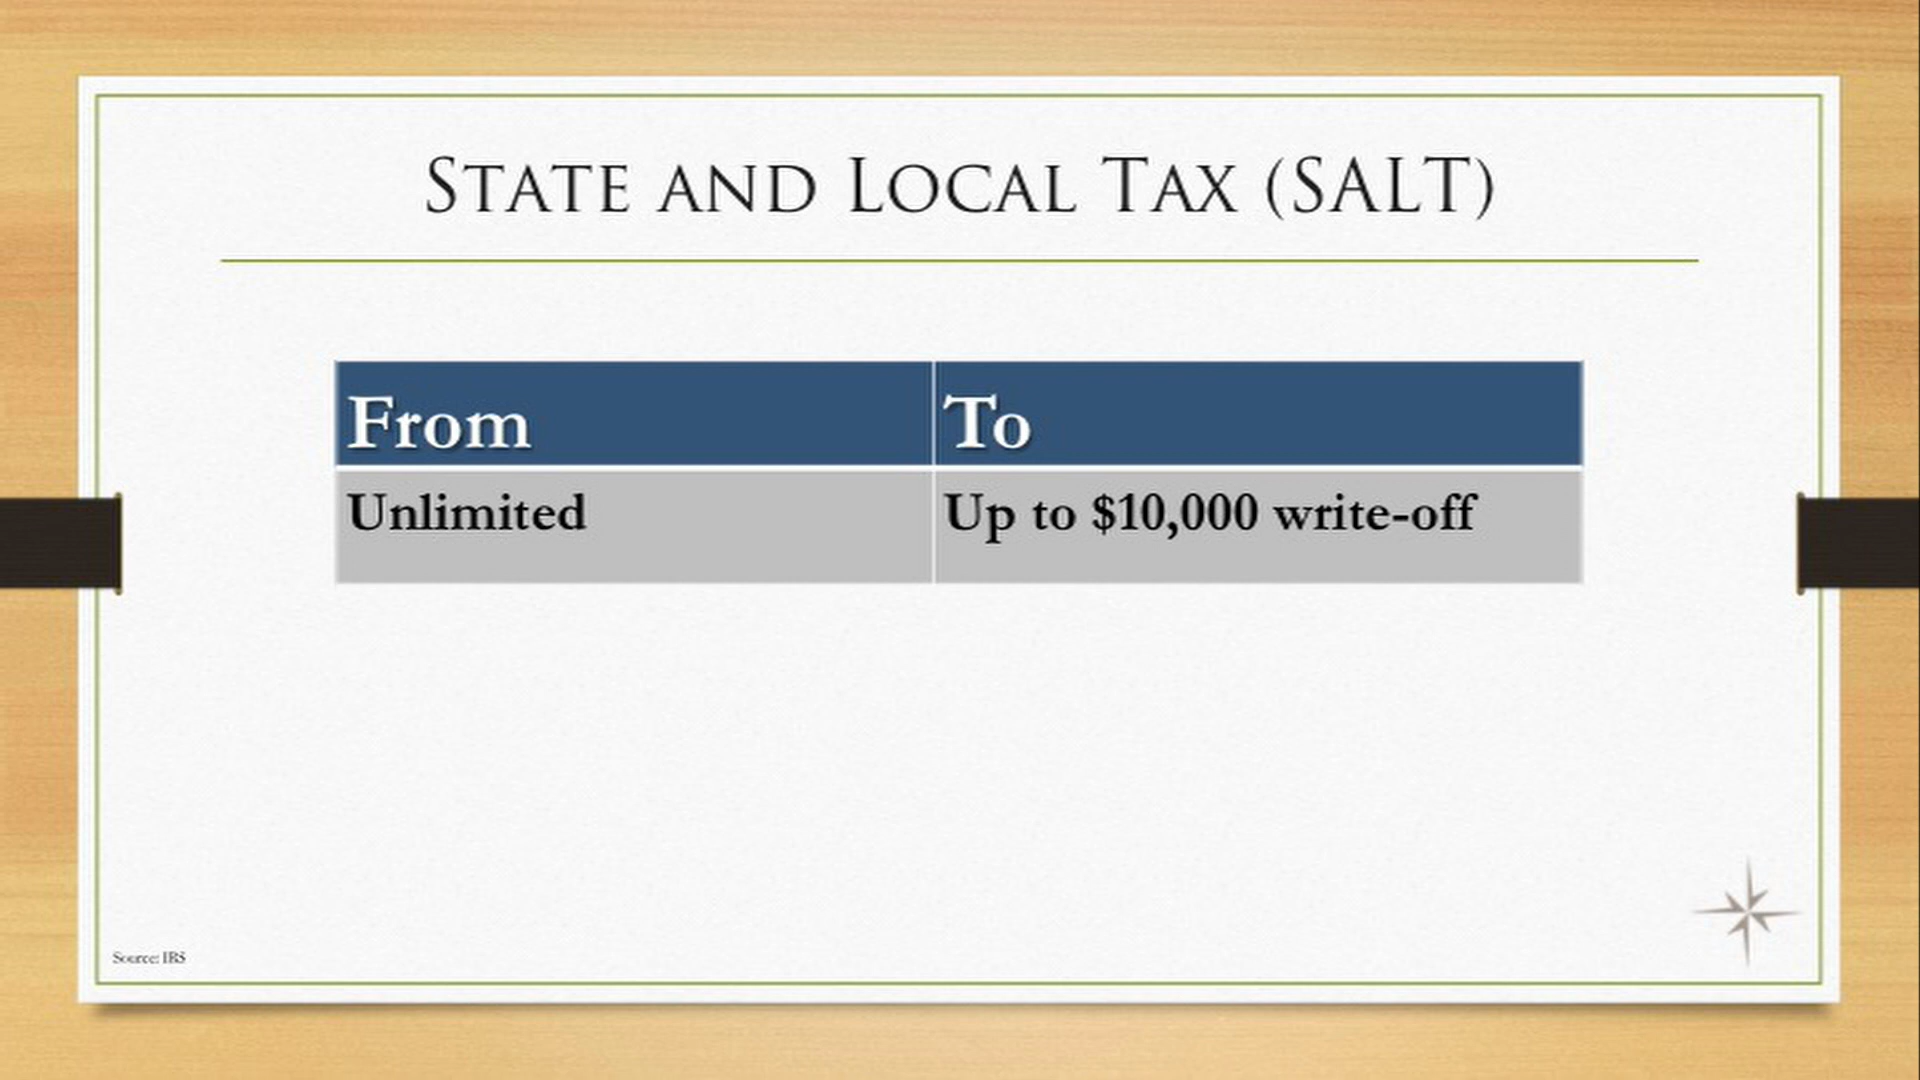 State and Local Tax (SALT)
From
To
Unlimited
Up to $10,000 write-off
Source: IRS